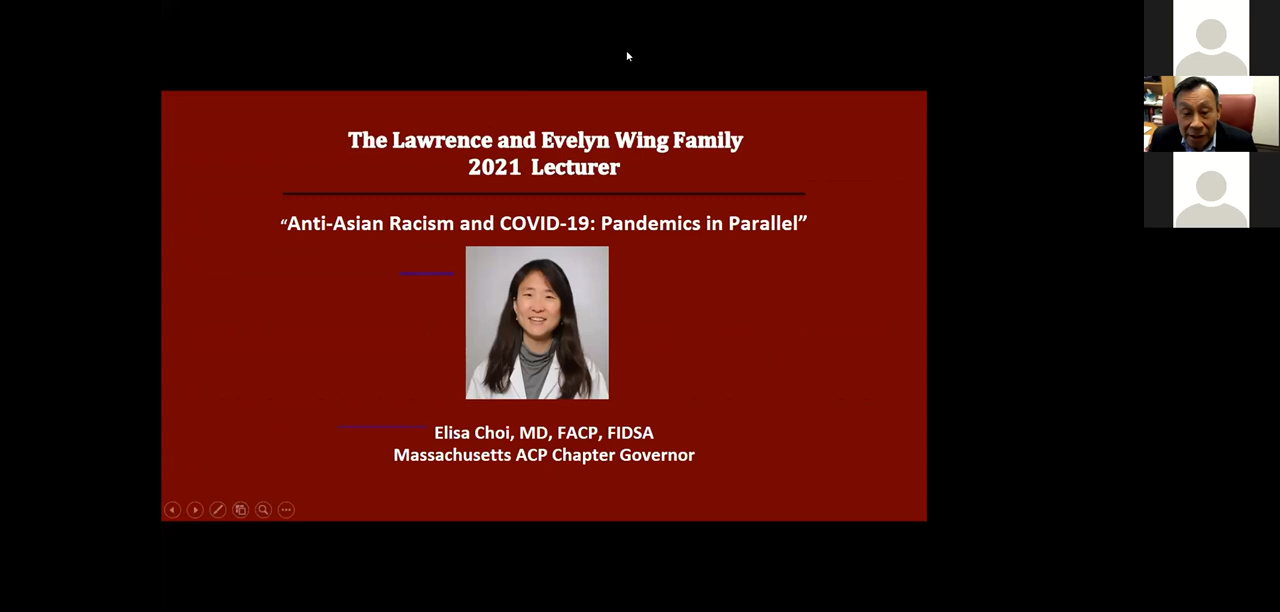 The Lawrence and Evelyn Wing Family
2021 Lecturer
“Anti-Asian Racism and COVID-19: Pandemics in Parallel”
Elisa Choi, MD, FACP, FIDSA
Massachusetts ACP Chapter Governor